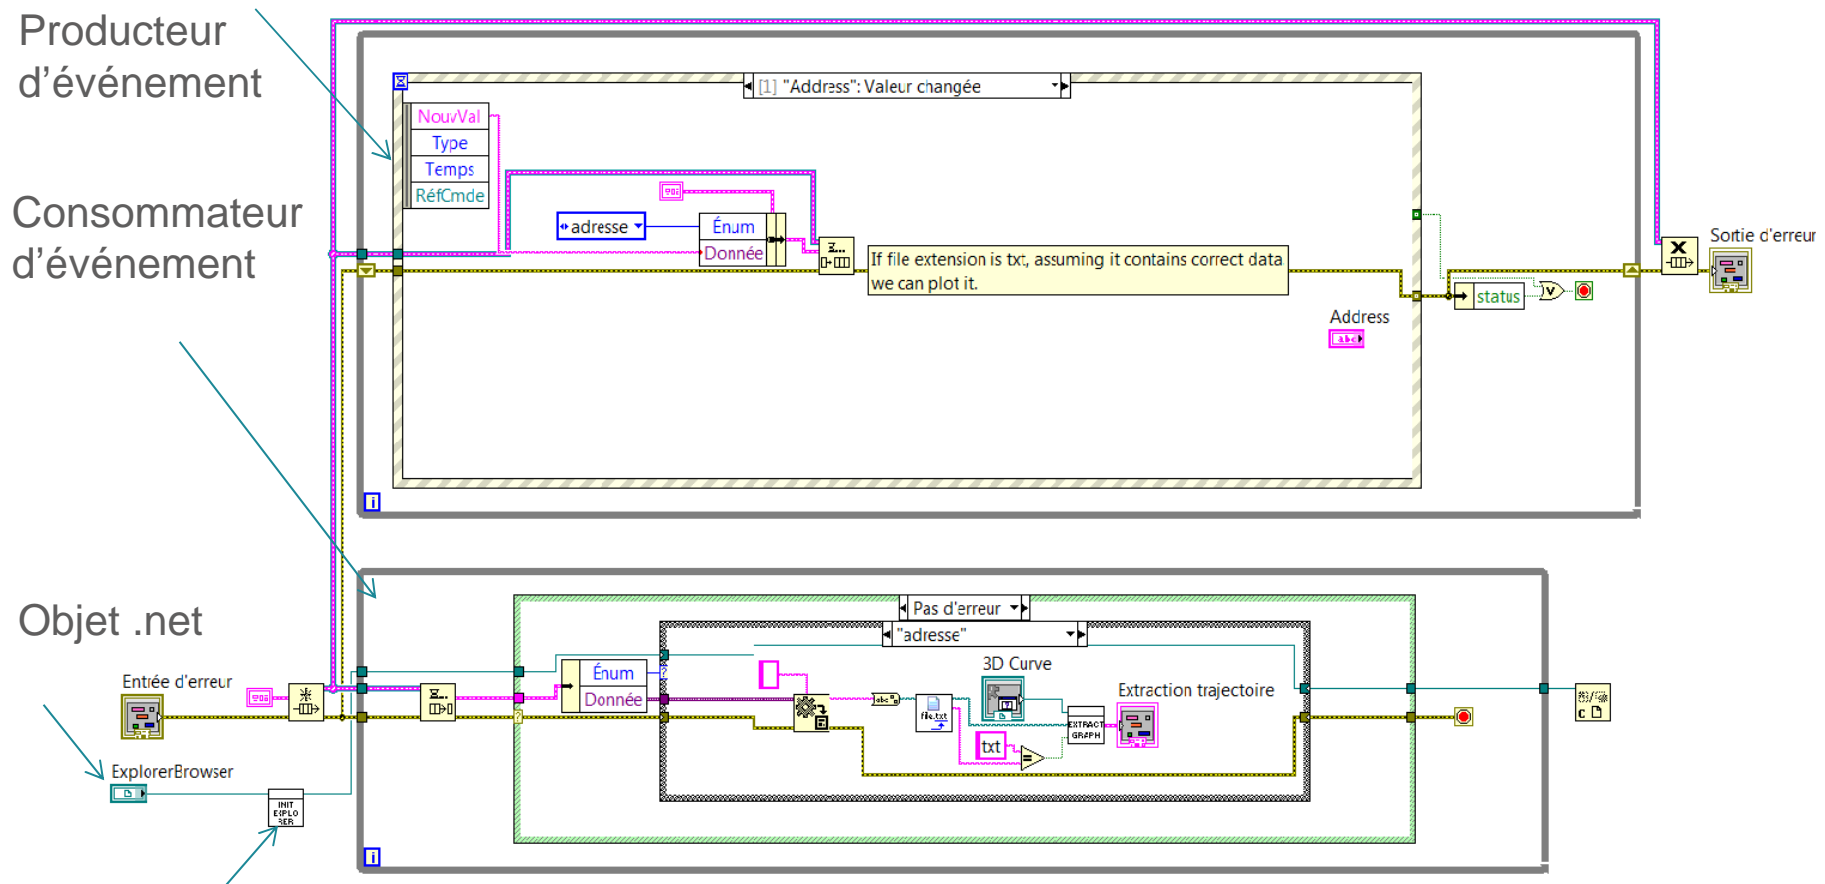 Producteur
d'événement
[1] "Address": Valeur changée
NouvVal
Type
Temps
RéfCmde
Consommateur
d'événement
adresse
Énum
Donnée
If file extension is txt, assuming it contains correct data
we can plot it.
Address
abc
status
Sortie d'erreur
i
Objet .net
Pas d'erreur
"adresse"
Entrée d'erreur
Énum
Donnée
?
?
3D Curve
Extraction trajectoire
abc
file.txt
EXTRACT
GRAPH
txt
=
C
ExplorerBrowser
INIT
EXPLO
RER
i